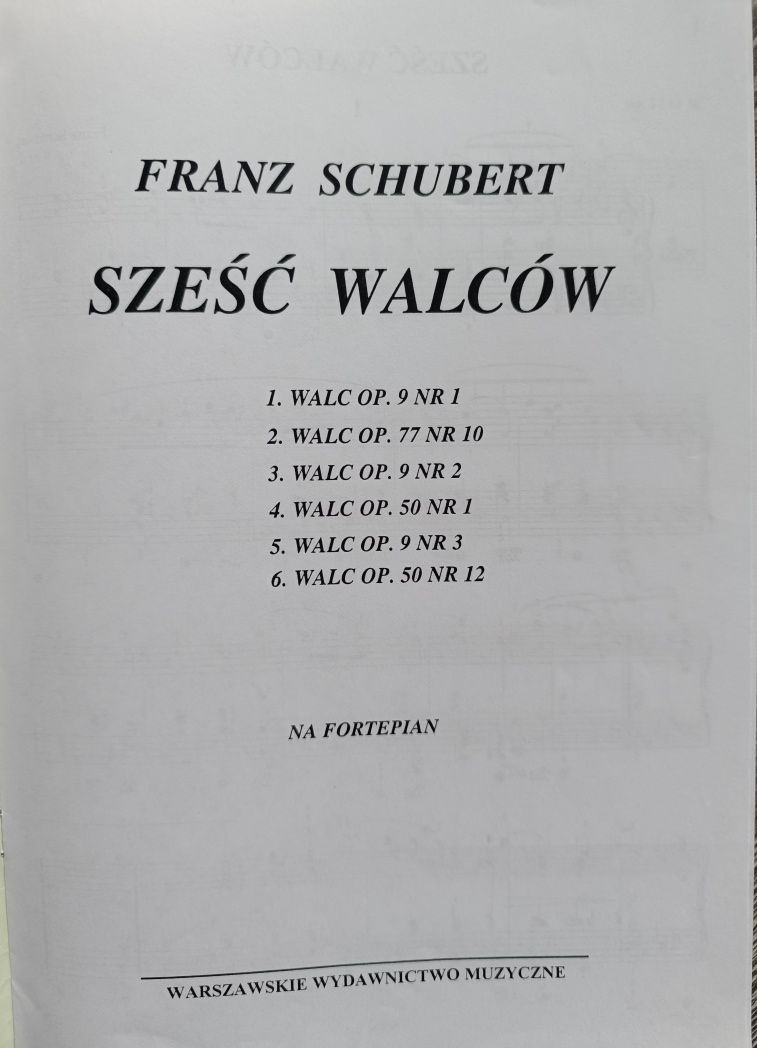 FRANZ SCHUBERT
SZEŚĆ WALCÓW
1. WALC OP. 9 NR 1
2. WALC OP. 77 NR 10
3. WALC OP. 9 NR 2
4. WALC OP. 50 NR 1
5. WALC OP. 9 NR 3
6. WALC OP. 50 NR 12
NA FORTEPIAN
WARSZAWSKIE WYDAWNICTWO MUZYCZNE